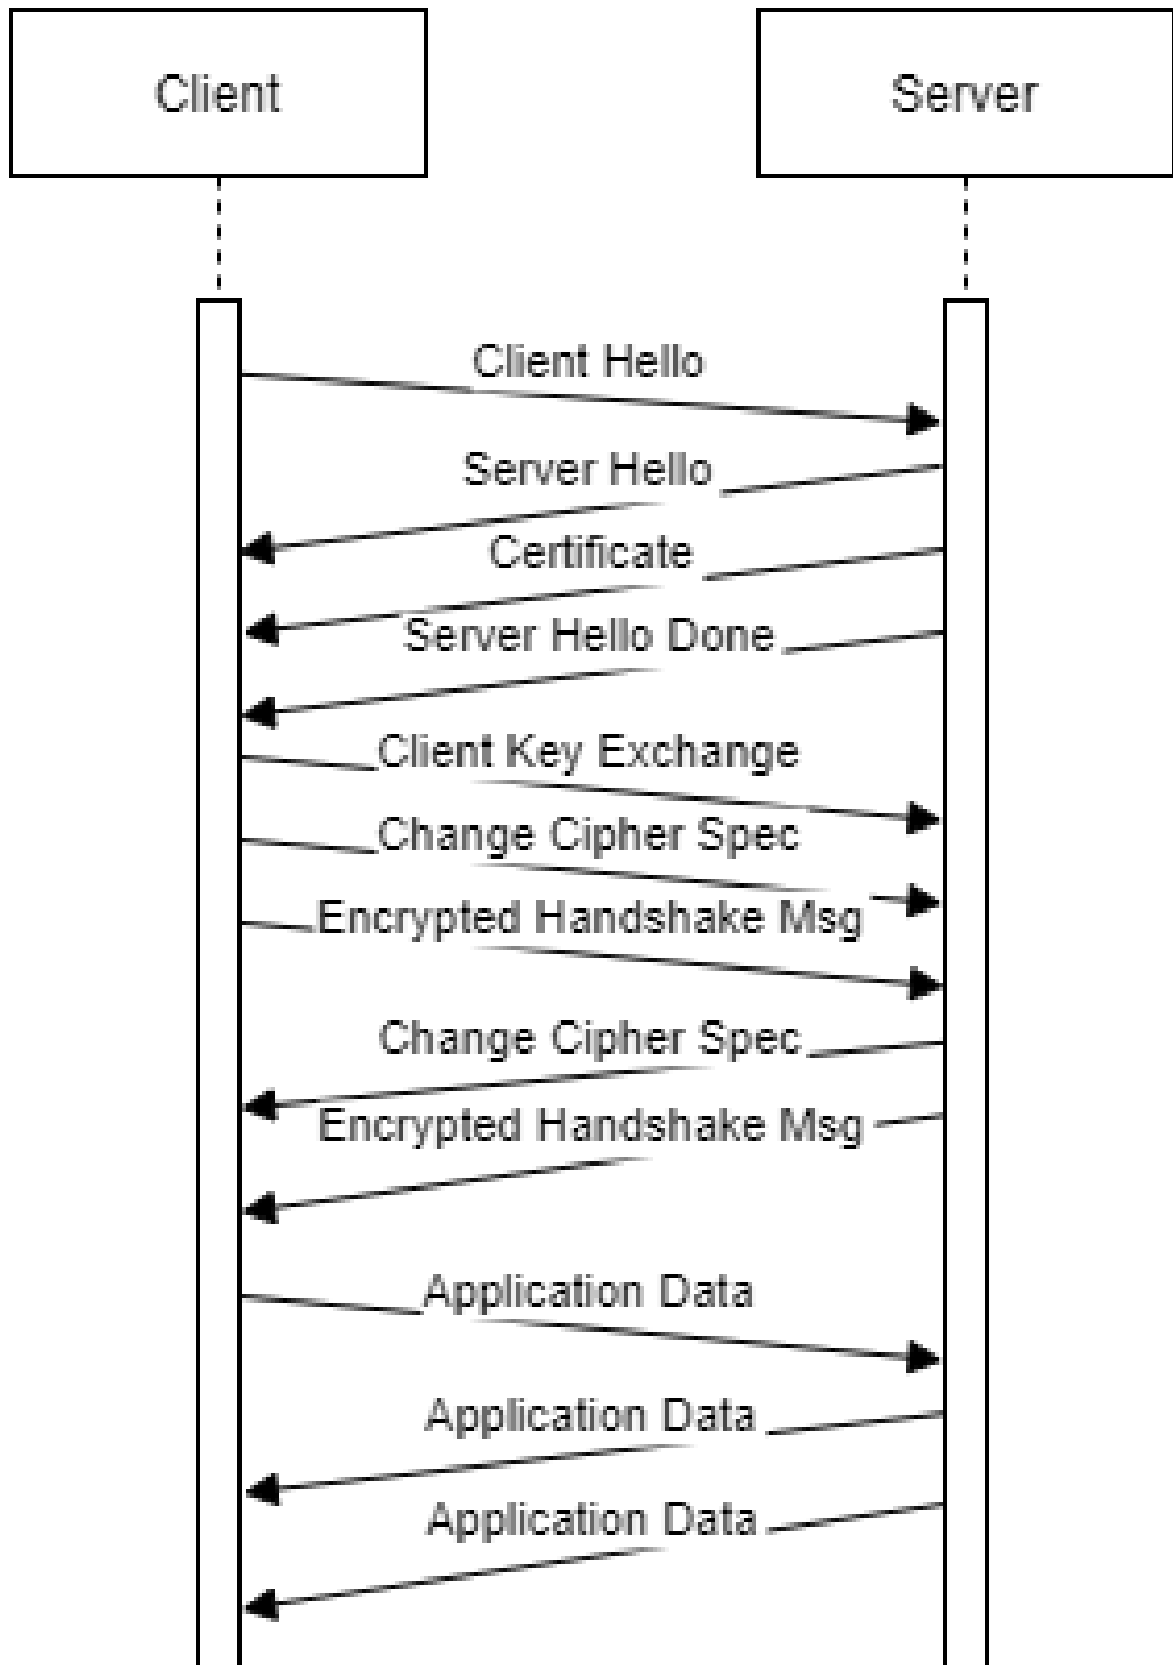 Client
Server
Client Hello
Server Hello
Certificate
Server Hello Done
Client Key Exchange
Change Cipher Spec
Encrypted Handshake Msg
Change Cipher Spec
Encrypted Handshake Msg
Application Data
Application Data
Application Data